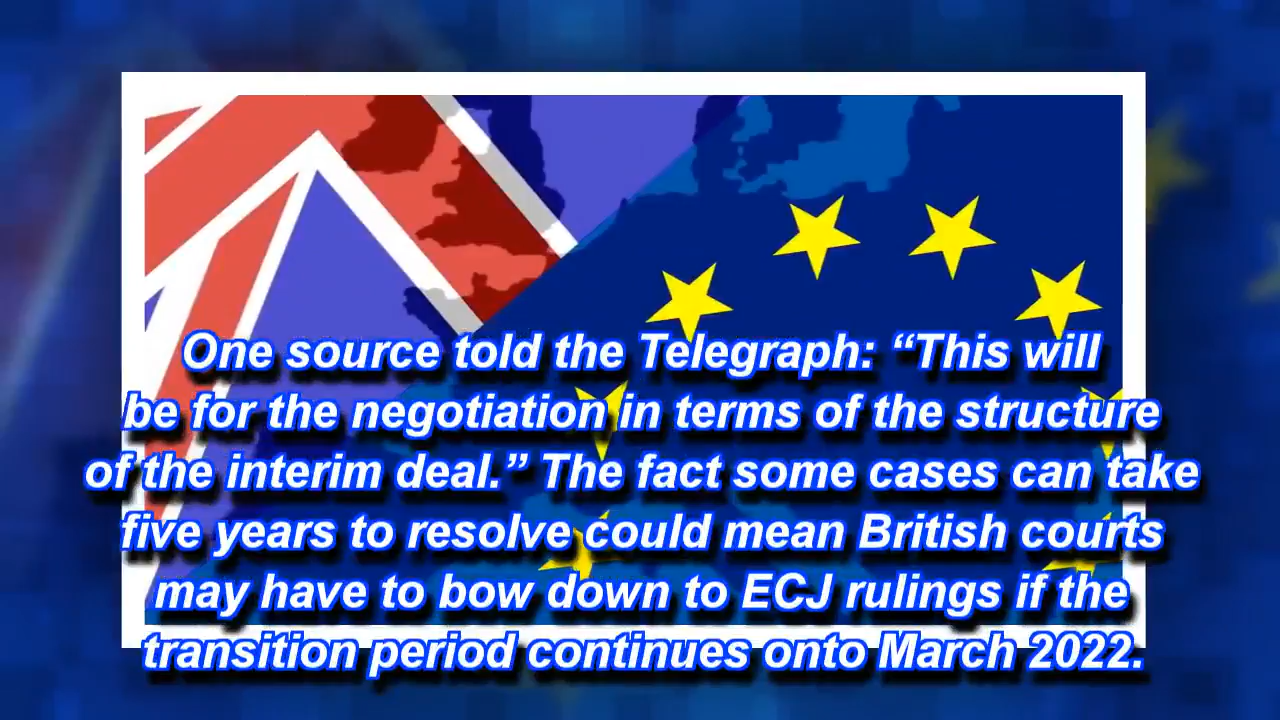 One source told the Telegraph: “This will
be for the negotiation in terms of the structure
of the interim deal.” The fact some cases can take
five years to resolve could mean British courts
may have to bow down to ECJ rulings if the
transition period continues onto March 2022.